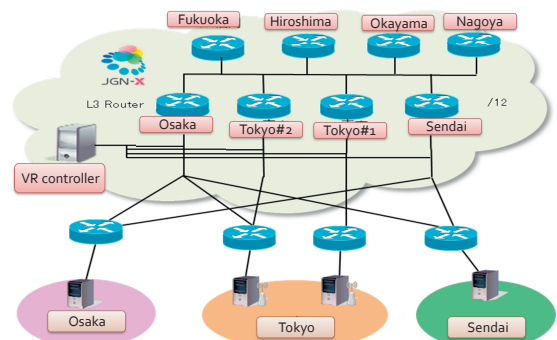 Fukuoka
Hiroshima
Okayama
Nagoya
JGN-X
L3 Router
/12
Osaka
Tokyo#2
Tokyo#1
Sendai
VR controller
Osaka
Tokyo
Sendai